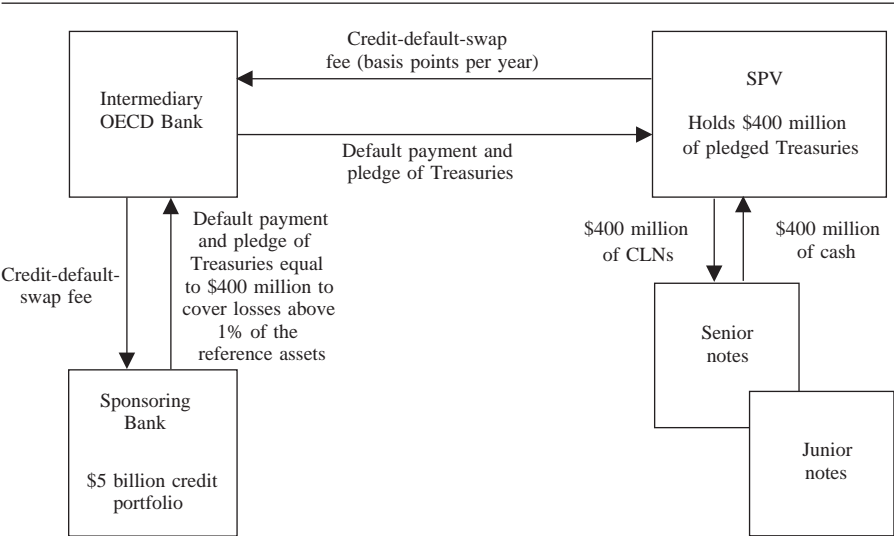 Credit-default-swap
fee (basis points per year)
Intermediary
OECD Bank
SPV
Holds $400 million
of pledged Treasuries
Default payment and
pledge of Treasuries
Credit-default-
swap fee
Default payment
and pledge of
Treasuries equal
to $400 million to
cover losses above
1% of the
reference assets
$400 million
of CLNs
$400 million
of cash
Senior
notes
Sponsoring
Bank
$5 billion credit
portfolio
Junior
notes